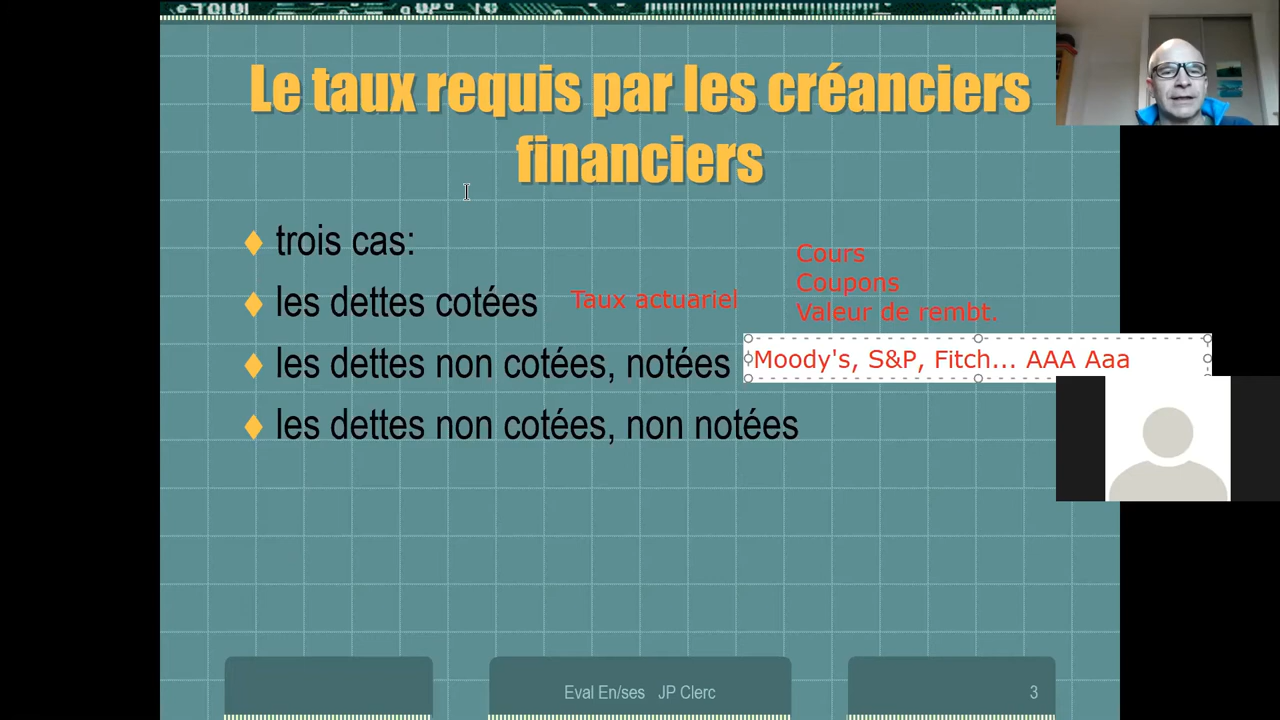 Le taux requis par les créanciers
financiers
trois cas:
les dettes cotées
Taux actuariel
Cours
Coupons
Valeur de rembt.
les dettes non cotées, notées
Moody's, S&P, Fitch... AAA Aaa
les dettes non cotées, non notées
Eval En/ses JP Clerc
3